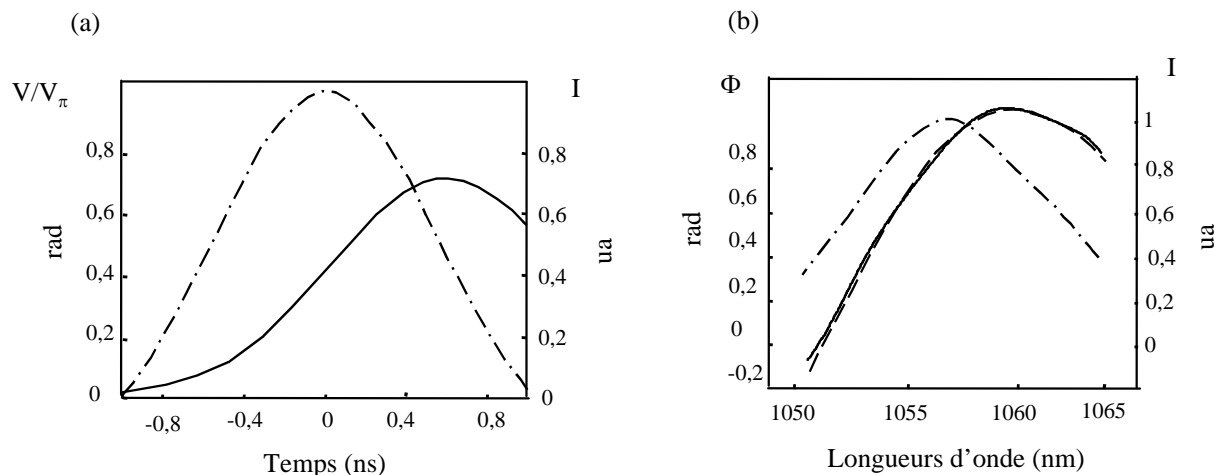 (a)
V/Vπ
I
0,8
0,6
0,4
0,2
0
rad
0,8
0,6
0,4
0,2
0
ua
-0,8
-0,4
0
0,4
0,8
Temps (ns)
(b)
Φ
I
0,8
0,6
0,4
0,2
0
-0,2
rad
1
0,8
0,6
0,4
0,2
0
ua
1050
1055
1060
1065
Longueurs d’onde (nm)